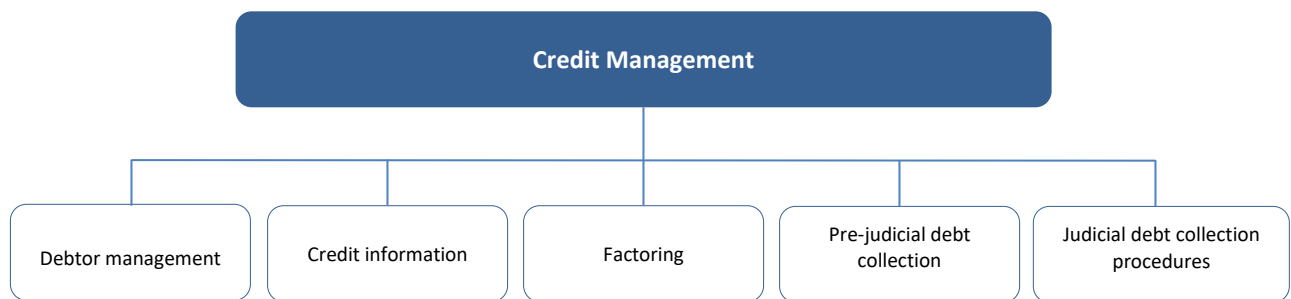 Credit Management
Debtor management
Credit information
Factoring
Pre-judicial debt
collection
Judicial debt collection
procedures